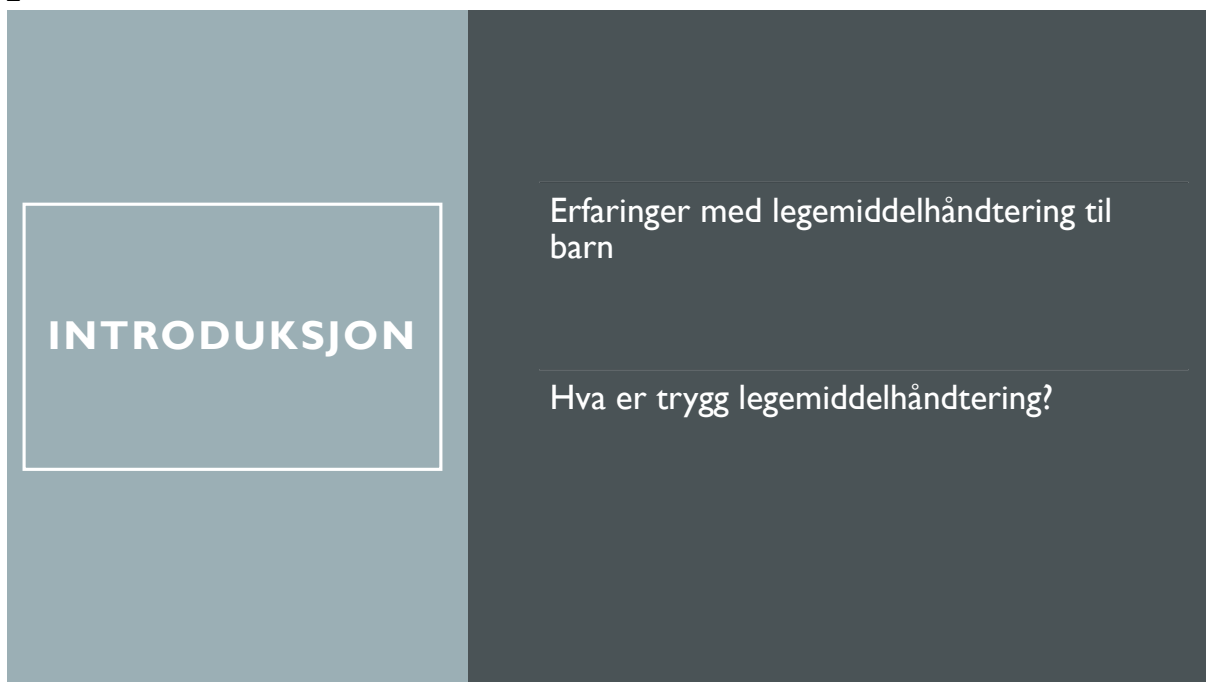 INTRODUKSJON
Erfaringer med legemiddelhåndtering til
barn
Hva er trygg legemiddelhåndtering?